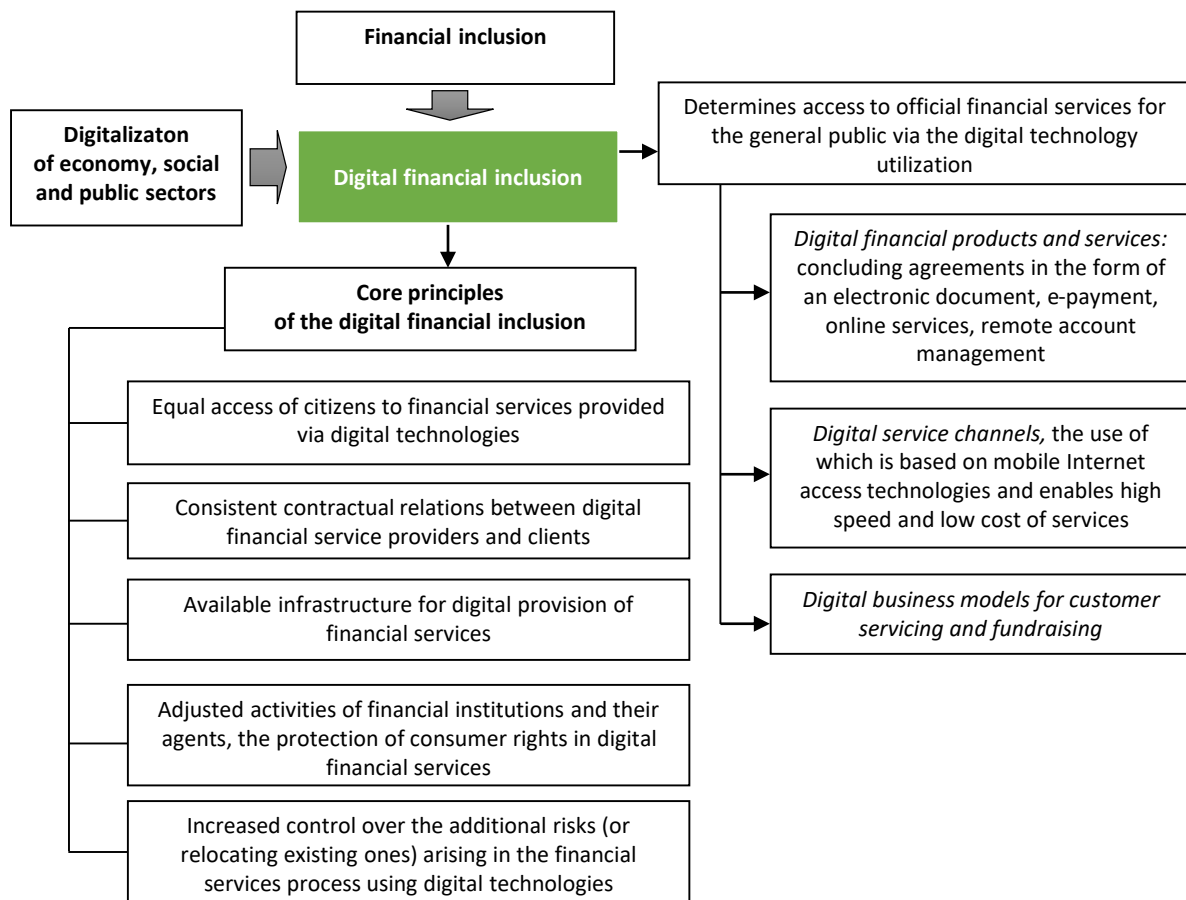 Financial inclusion
Digitalizaton
of economy, social
and public sectors
Digital financial inclusion
Determines access to official financial services for
the general public via the digital technology
utilization
Digital financial products and services:
concluding agreements in the form of
an electronic document, e-payment,
online services, remote account
management
Digital service channels, the use of
which is based on mobile Internet
access technologies and enables high
speed and low cost of services
Digital business models for customer
servicing and fundraising
Core principles
of the digital financial inclusion
Equal access of citizens to financial services provided
via digital technologies
Consistent contractual relations between digital
financial service providers and clients
Available infrastructure for digital provision of
financial services
Adjusted activities of financial institutions and their
agents, the protection of consumer rights in digital
financial services
Increased control over the additional risks (or
relocating existing ones) arising in the financial
services process using digital technologies